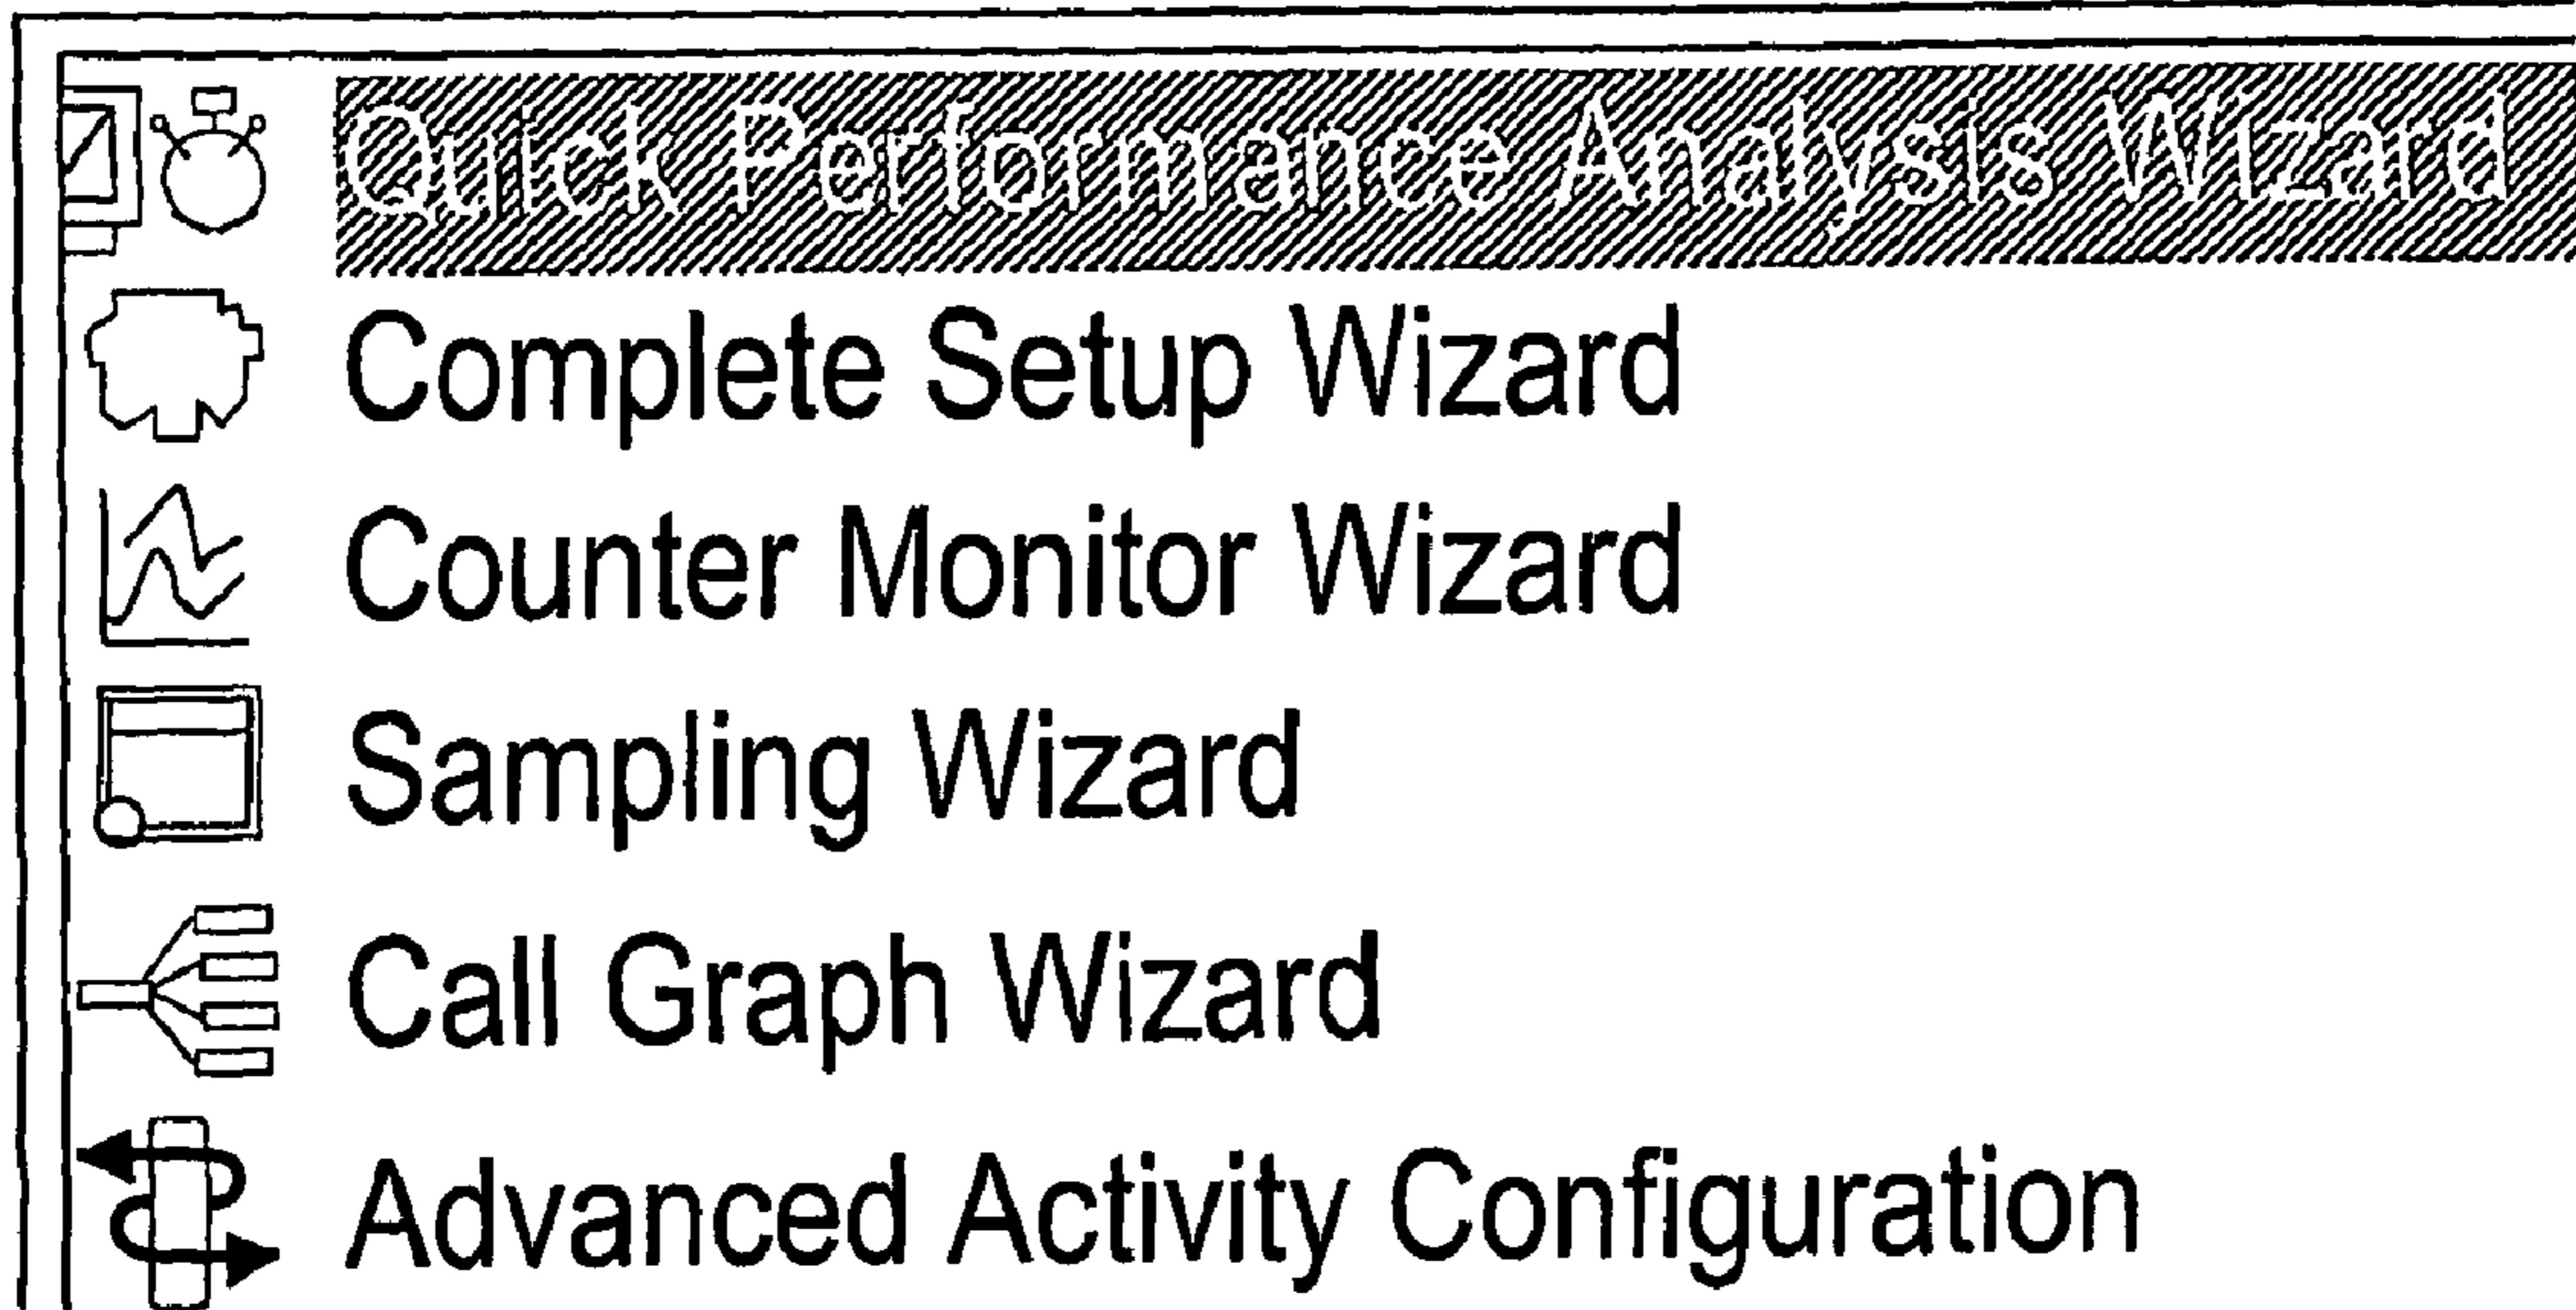 Quick Performance Analysis Wizard
Complete Setup Wizard
Counter Monitor Wizard
Sampling Wizard
Call Graph Wizard
Advanced Activity Configuration